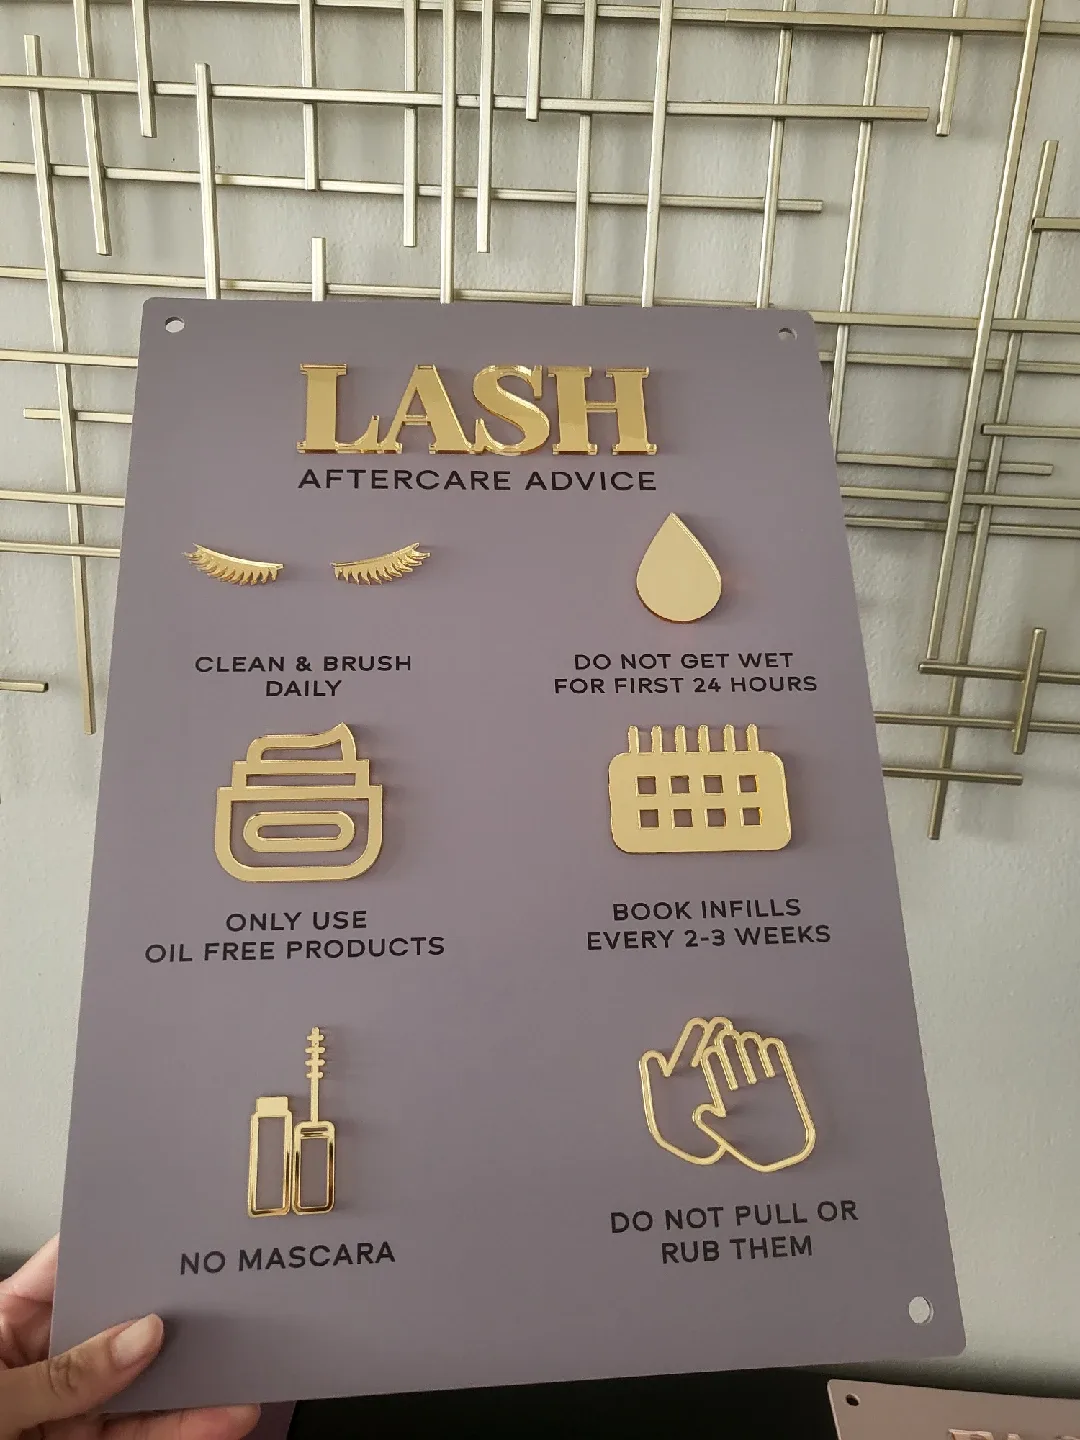 LASH
AFTERCARE ADVICE
CLEAN & BRUSH
DAILY
DO NOT GET WET
FOR FIRST 24 HOURS
ONLY USE
OIL FREE PRODUCTS
BOOK INFILLS
EVERY 2-3 WEEKS
NO MASCARA
DO NOT PULL OR
RUB THEM